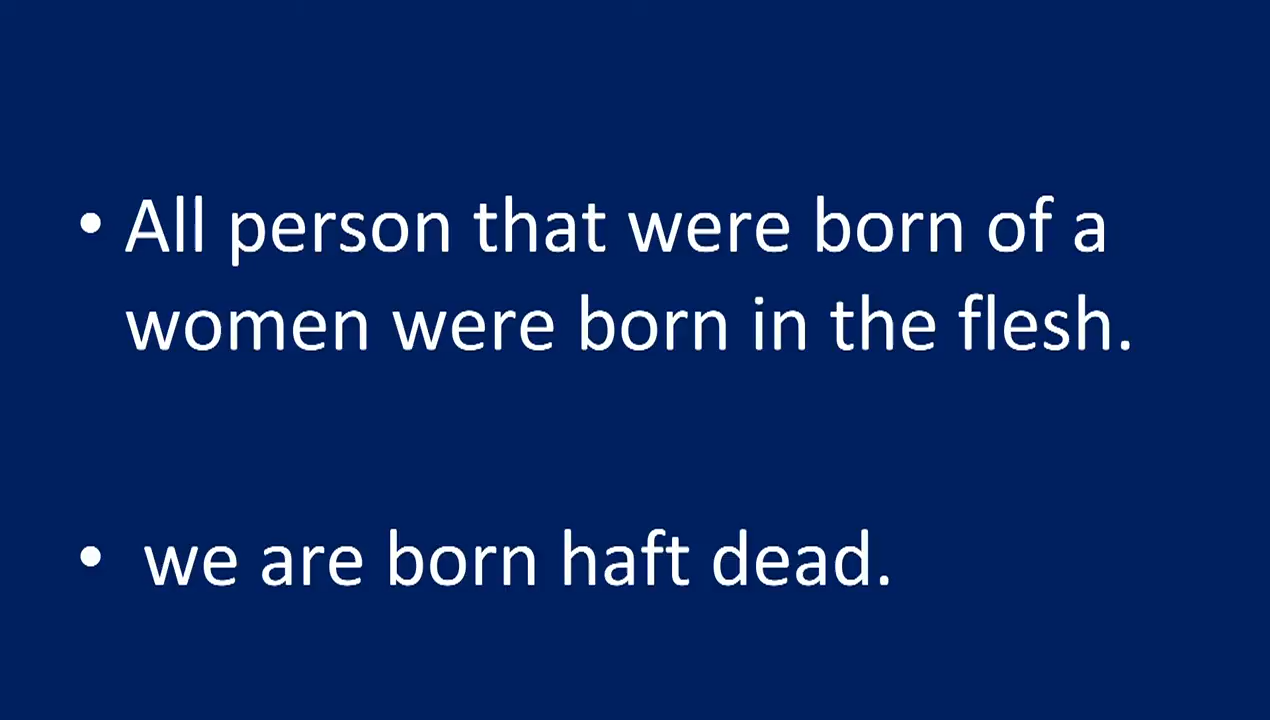 • All person that were born of a
women were born in the flesh.
• we are born haft dead.